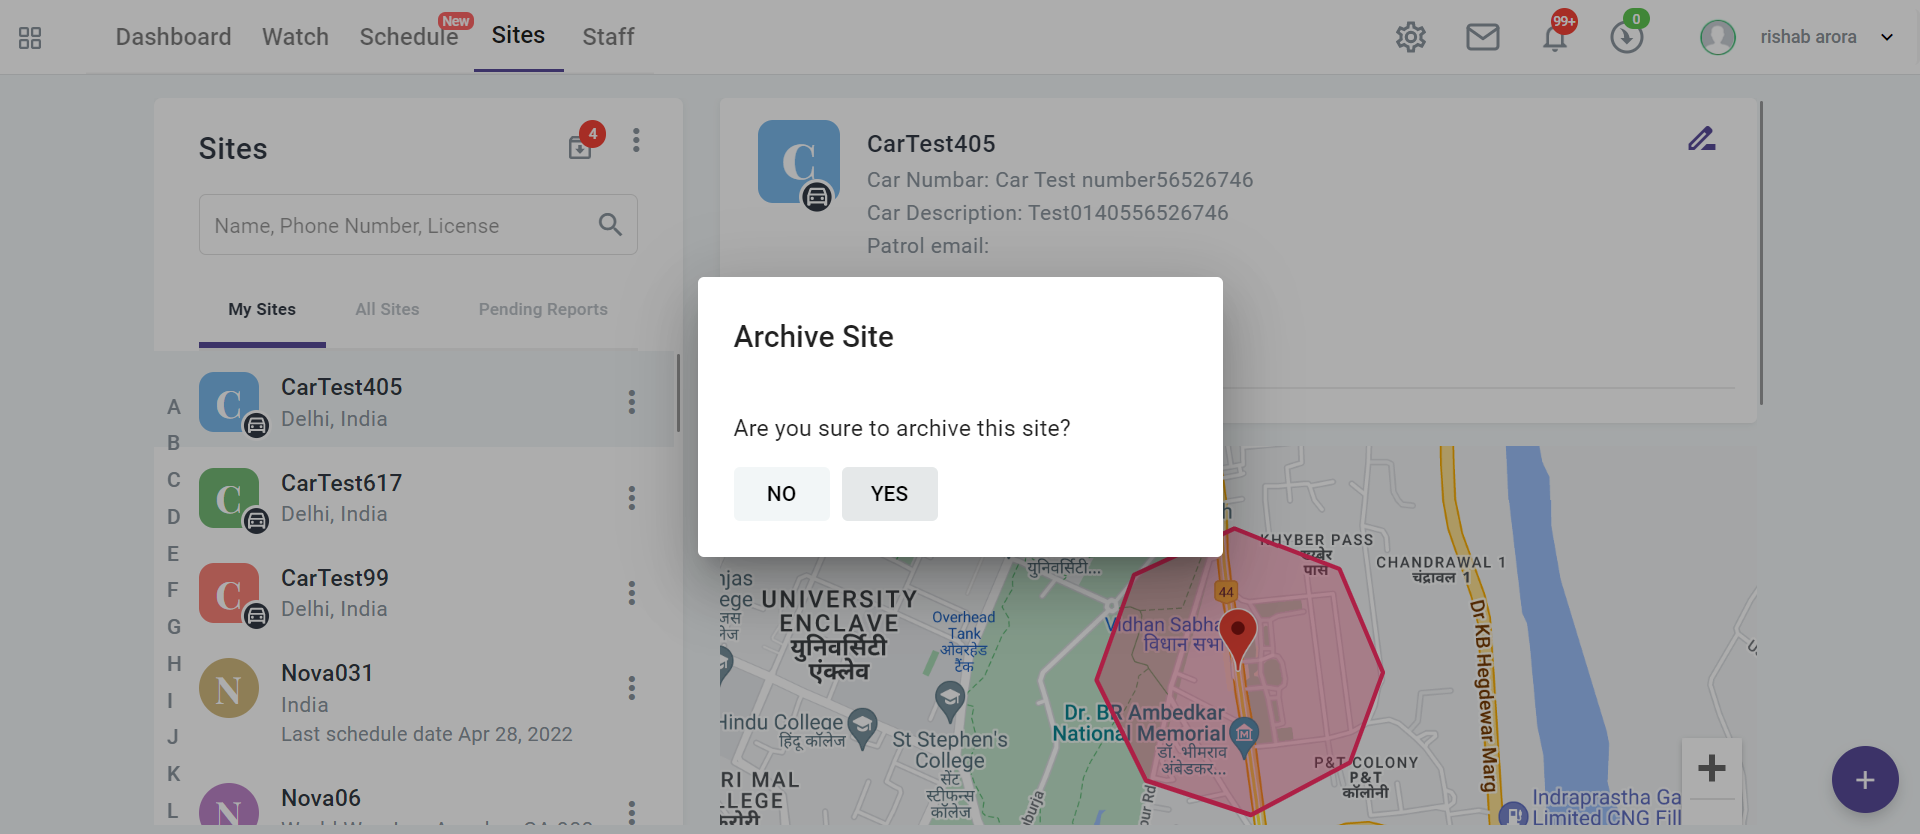 Dashboard
Watch
Schedule
New
Sites
Staff
99+
0
rishab arora
Sites
4
Name, Phone Number, License
My Sites
All Sites
Pending Reports
A
B
C
D
E
F
G
H
I
J
K
L
C
CarTest405
Delhi, India
C
CarTest617
Delhi, India
C
CarTest99
Delhi, India
N
Nova031
India
Last schedule date Apr 28, 2022
N
Nova06
C
CarTest405
Car Numbar: Car Test number56526746
Car Description: Test0140556526746
Patrol email:
Archive Site
Are you sure to archive this site?
NO
YES
KHYBER PASS
पास
CHANDRAWAL 1
चंद्रावल 1
यूनिवर्सिटी...
njas
ege
UNIVERSITY
ENCLAVE
यूनिवर्सिटी
एंक्लेव
Overhead
Tank
ओवरहेड
टैंक
44
Vidhan Sabha
विधान सभा
Dr KB Hegdewar Marg
Hindu College
हिंदू कॉलेज
St Stephen's
College
सेंट
स्टीफन्स
कॉलेज
Dr. BR Ambedkar
National Memorial
डॉ. भीमराव
अंबेडकर...
P&T COLONY
P&T
कॉलोनी
RI MAL
LLEGE
Indraprastha Ga
Limited CNG Fill